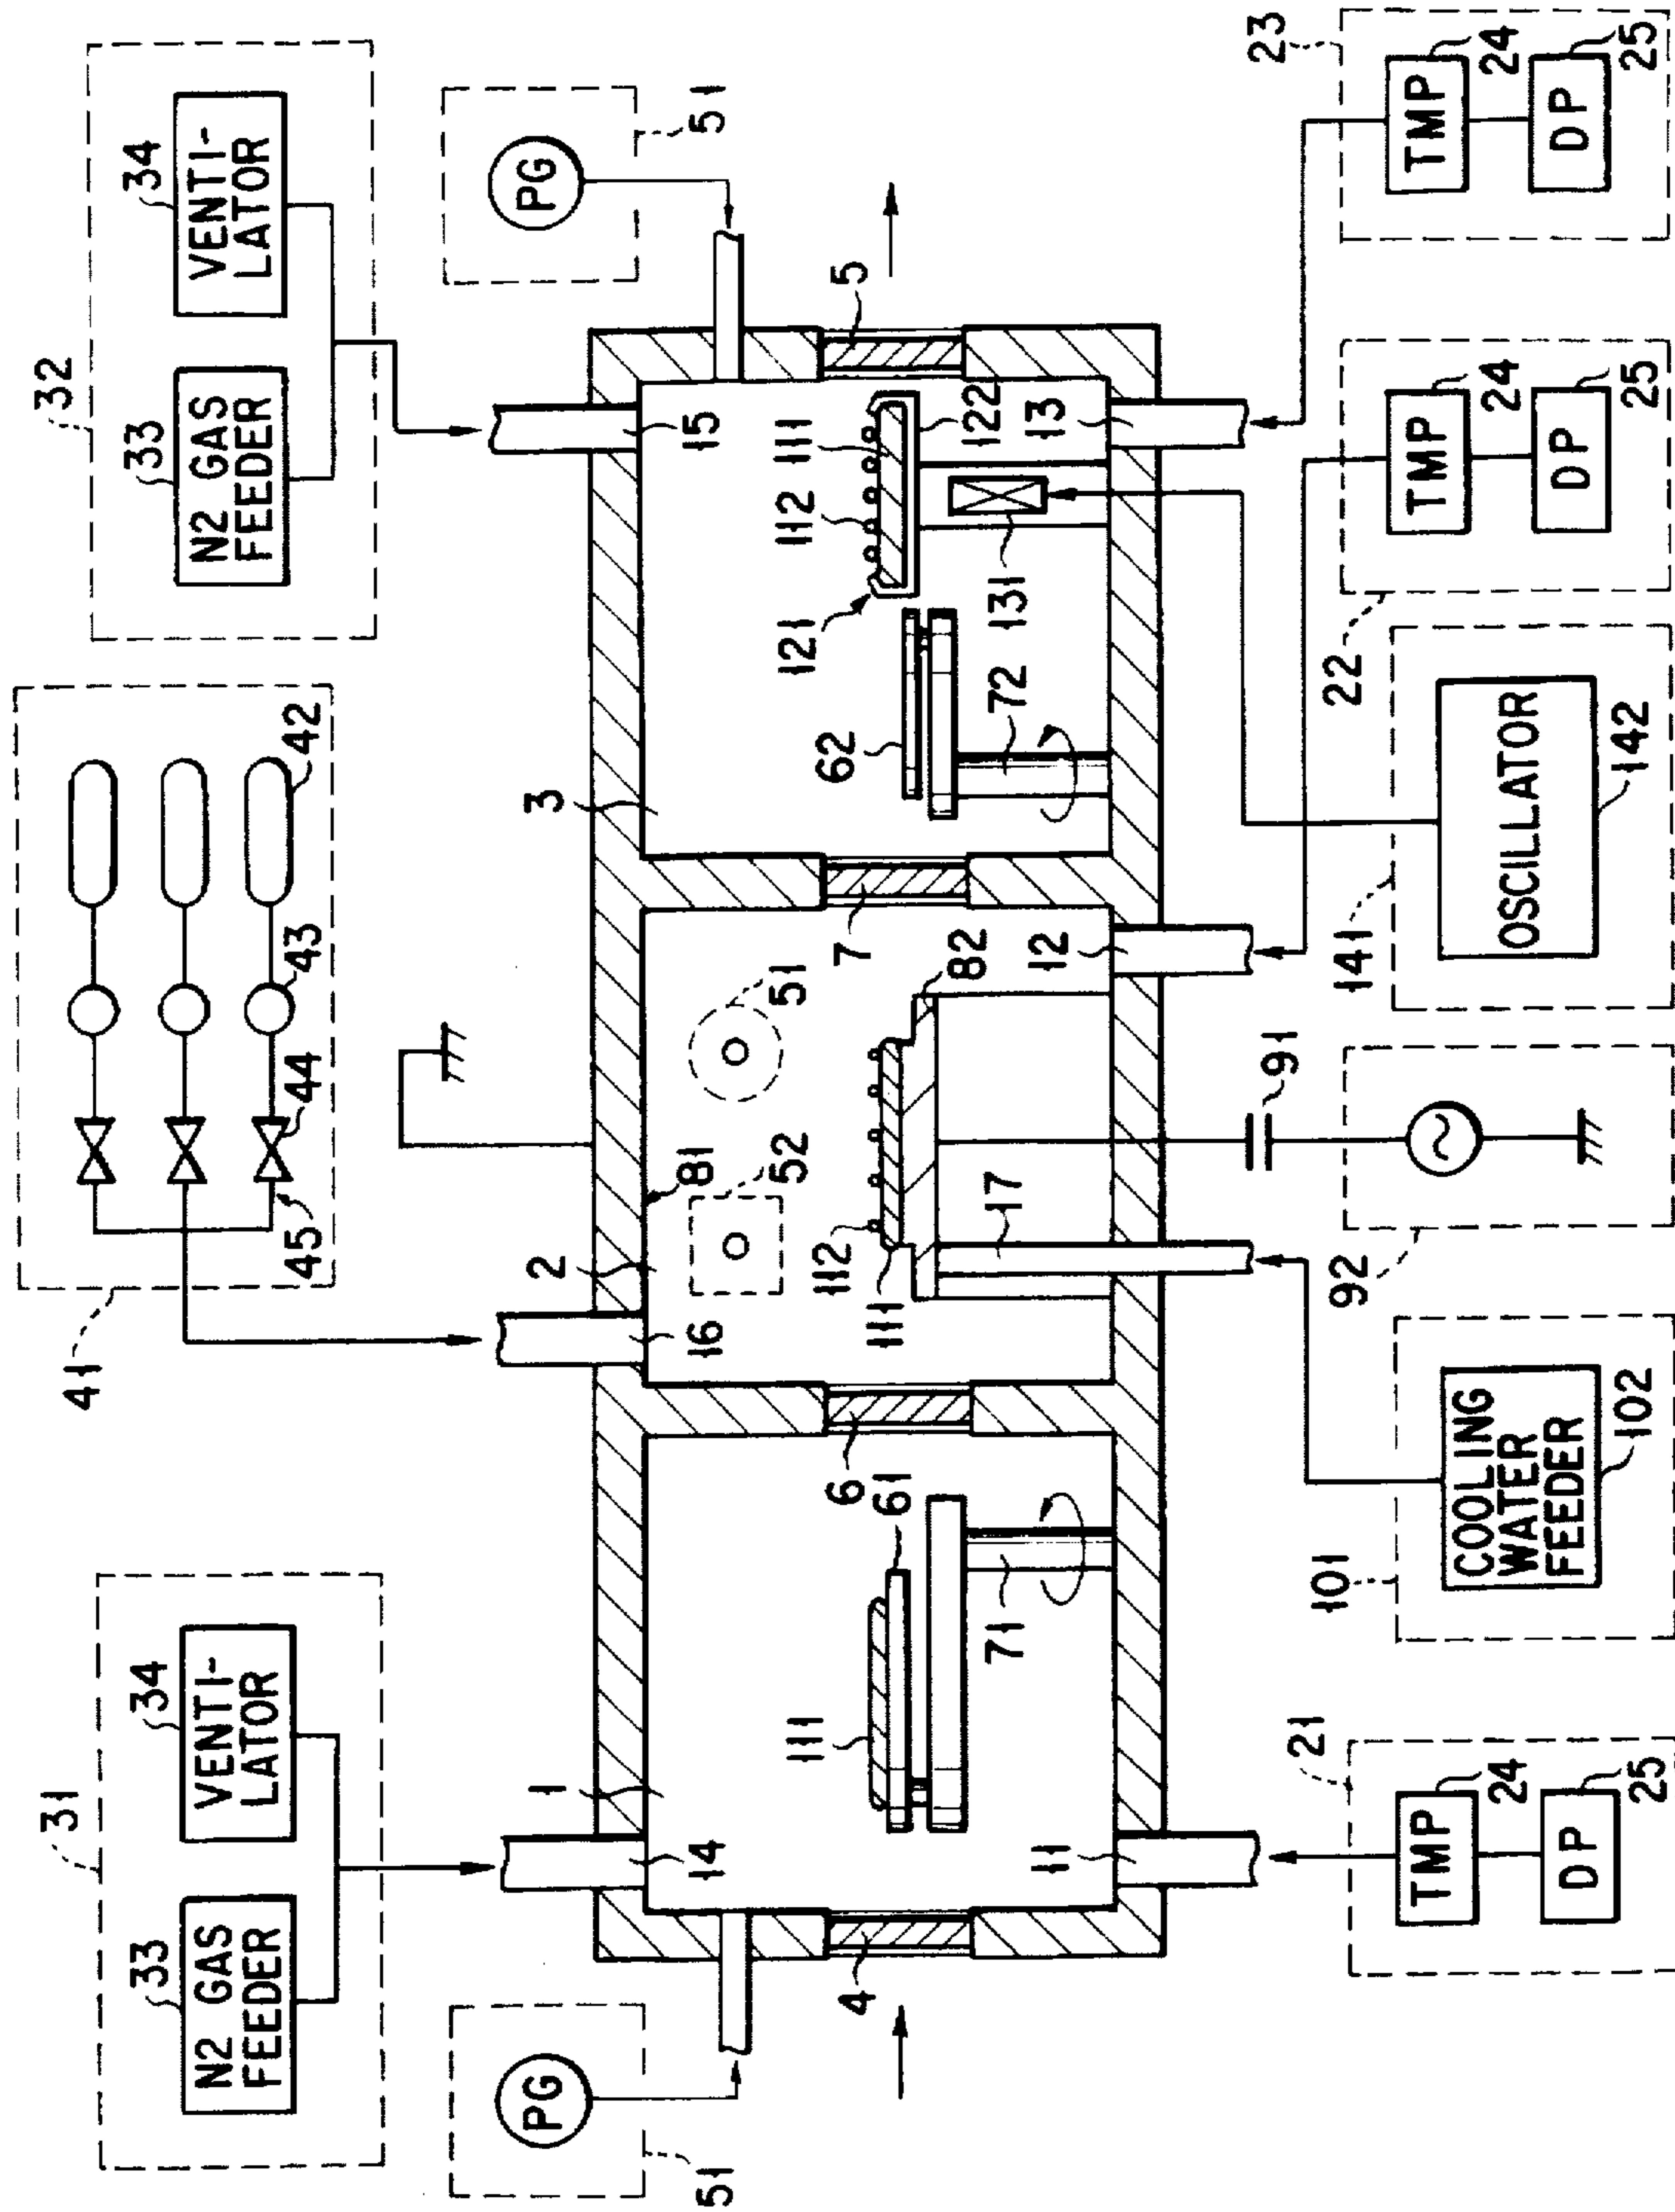 31
33
34
N2 GAS
FEEDER
VENTI-
LATOR
41
45
44
43
42
32
33
34
N2 GAS
FEEDER
VENTI-
LATOR
PG
51
PG
51
14
1
16
2
81
3
15
52
51
5
111
61
112
111
82
121
112
111
122
62
72
131
4
6
7
71
11
17
12
13
91
21
TMP
24
DP
25
101
COOLING
WATER
FEEDER
102
92
141
OSCILLATOR
142
22
TMP
24
DP
25
23
TMP
24
DP
25